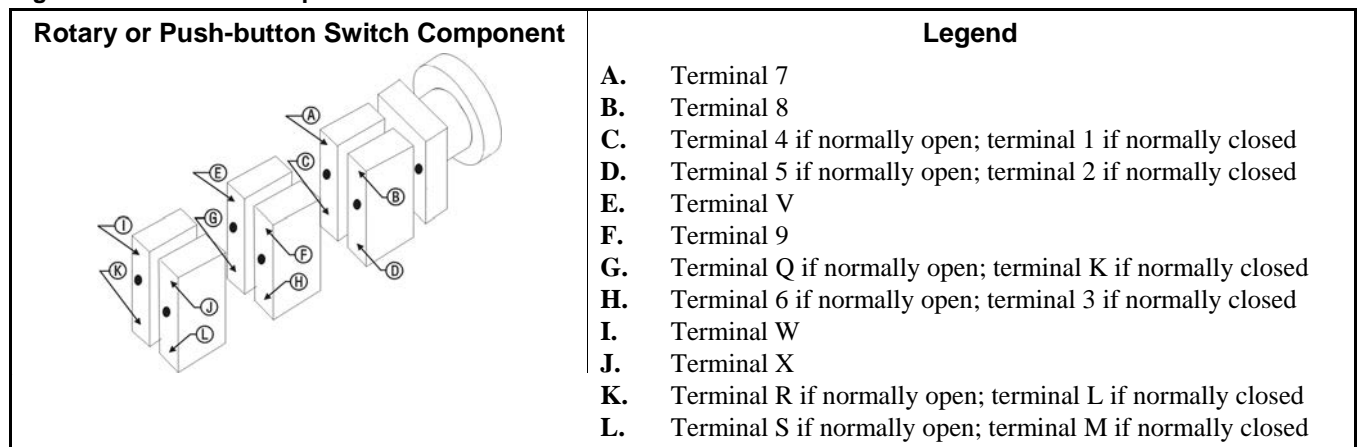 Rotary or Push-button Switch Component
Legend
A
B
C
D
E
F
G
H
I
J
K
L
A. Terminal 7
B. Terminal 8
C. Terminal 4 if normally open; terminal 1 if normally closed
D. Terminal 5 if normally open; terminal 2 if normally closed
E. Terminal V
F. Terminal 9
G. Terminal Q if normally open; terminal K if normally closed
H. Terminal 6 if normally open; terminal 3 if normally closed
I. Terminal W
J. Terminal X
K. Terminal R if normally open; terminal L if normally closed
L. Terminal S if normally open; terminal M if normally closed